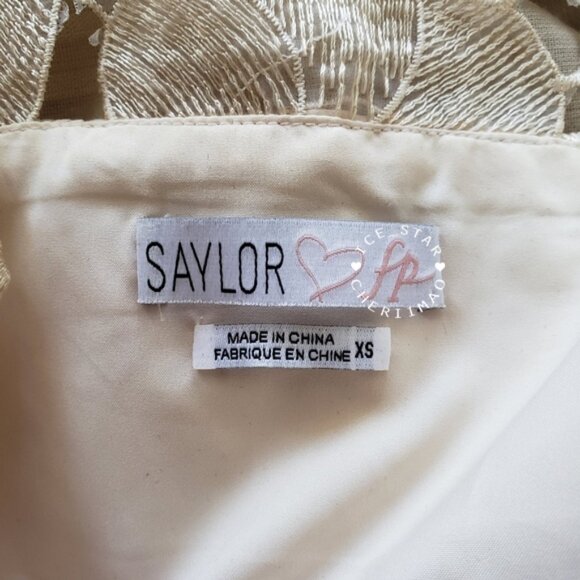 SAYLOR ♡ fp
MADE IN CHINA
FABRIQUE EN CHINE XS
ICE STAR
♥ CHERIIMAO ♥